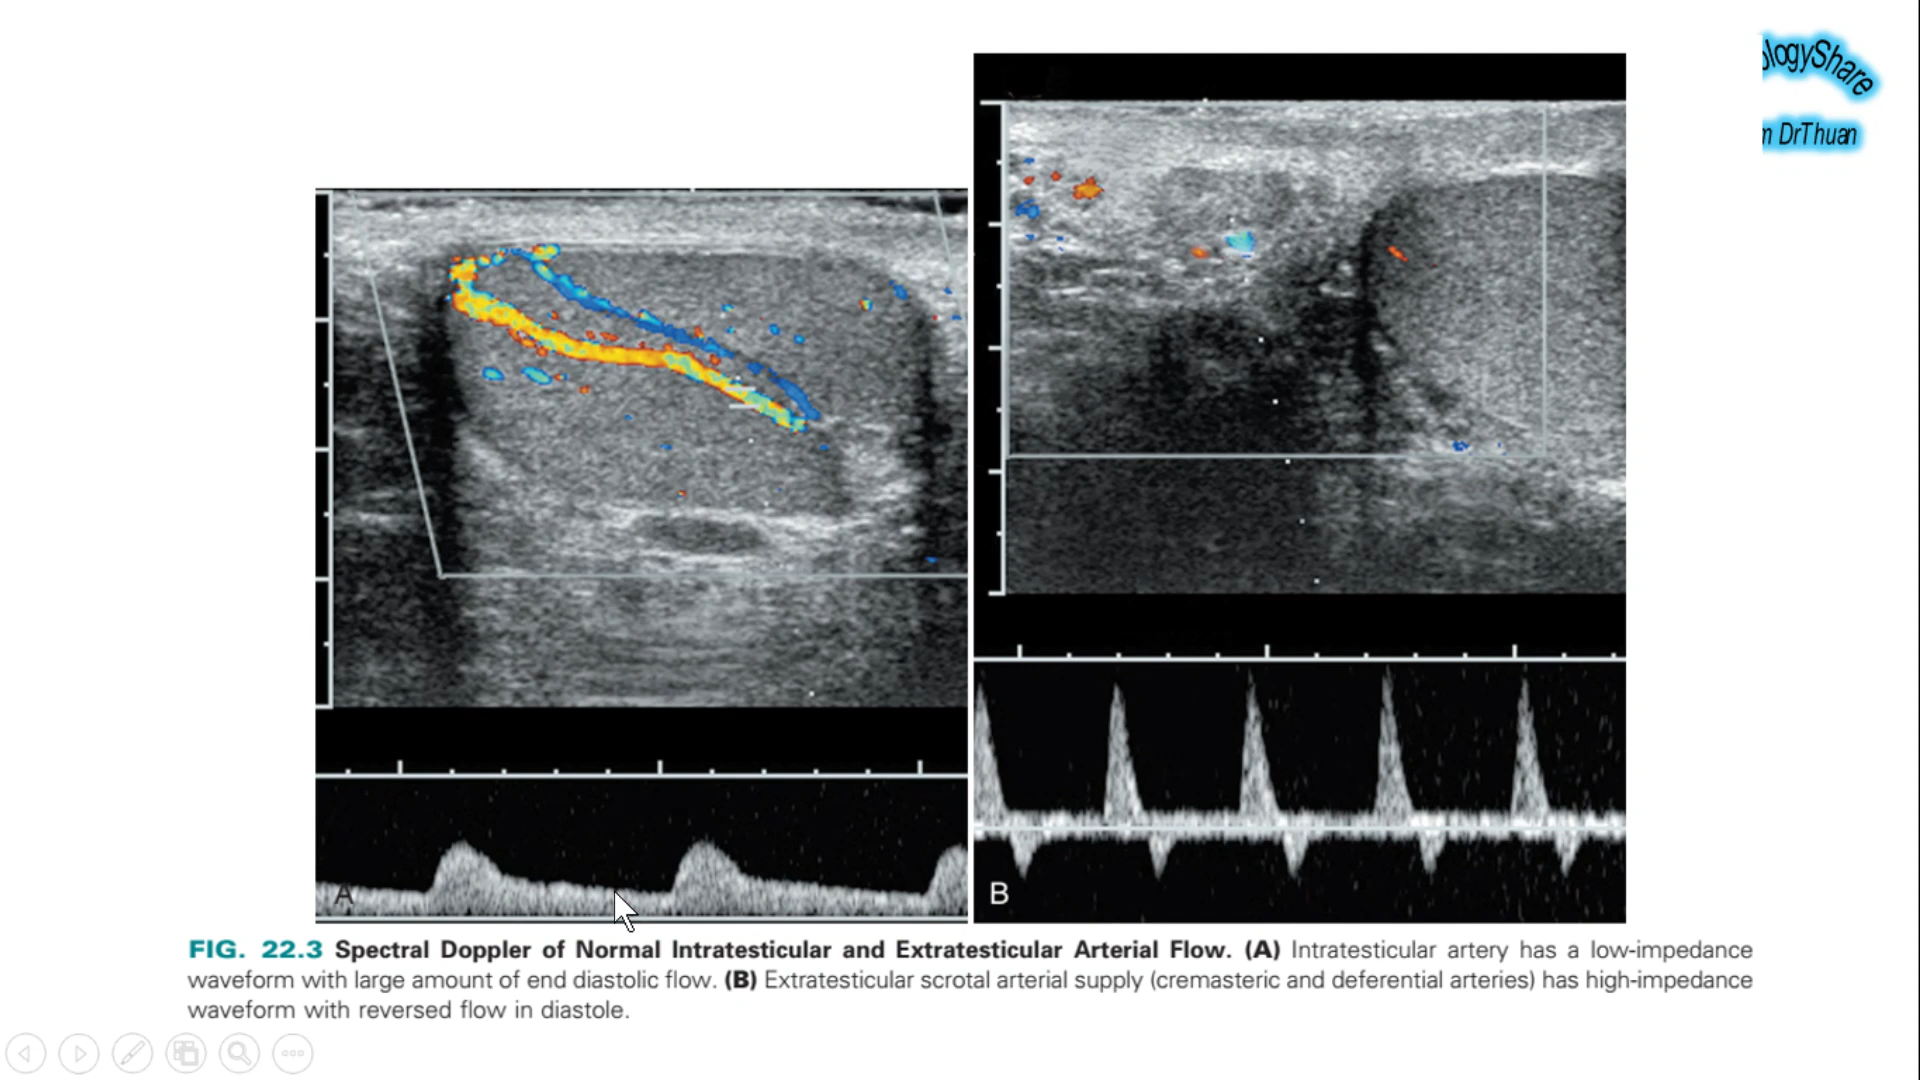 ologyShare
m DrThuan
A
B
FIG. 22.3 Spectral Doppler of Normal Intratesticular and Extratesticular Arterial Flow. (A) Intratesticular artery has a low-impedance
waveform with large amount of end diastolic flow. (B) Extratesticular scrotal arterial supply (cremasteric and deferential arteries) has high-impedance
waveform with reversed flow in diastole.